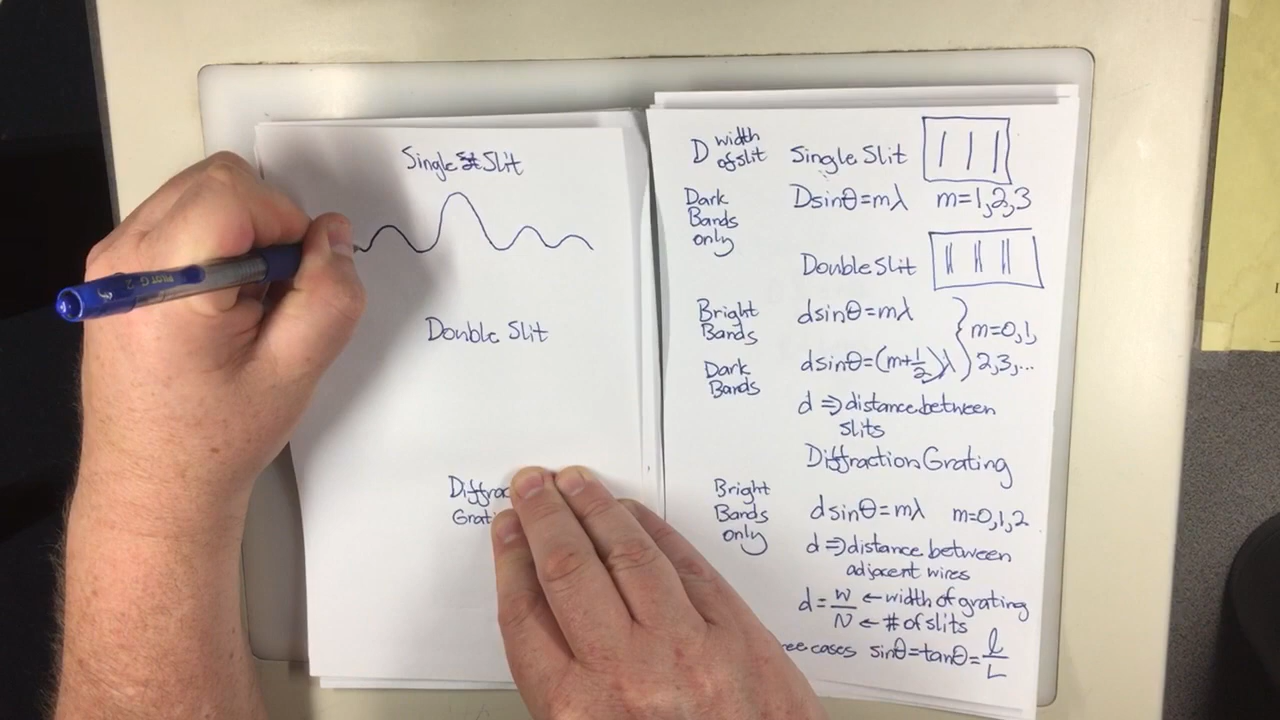 Single Slit
Double Slit
Diffrac
Grati
D width
of slit
Single Slit
Dark
Bands
only
Dsinθ=mλ m=1,2,3
Double Slit
Bright
Bands
dsinθ=mλ
Dark
Bands
dsinθ=(m+1/2)λ
m=0,1,
2,3,...
d ⇒ distance between
slits
Diffraction Grating
Bright
Bands
only
dsinθ=mλ m=0,1,2
d ⇒ distance between
adjacent wires
d = W ← width of grating
N ← # of slits
cases sinθ=tanθ=l/L
PILOT G-2